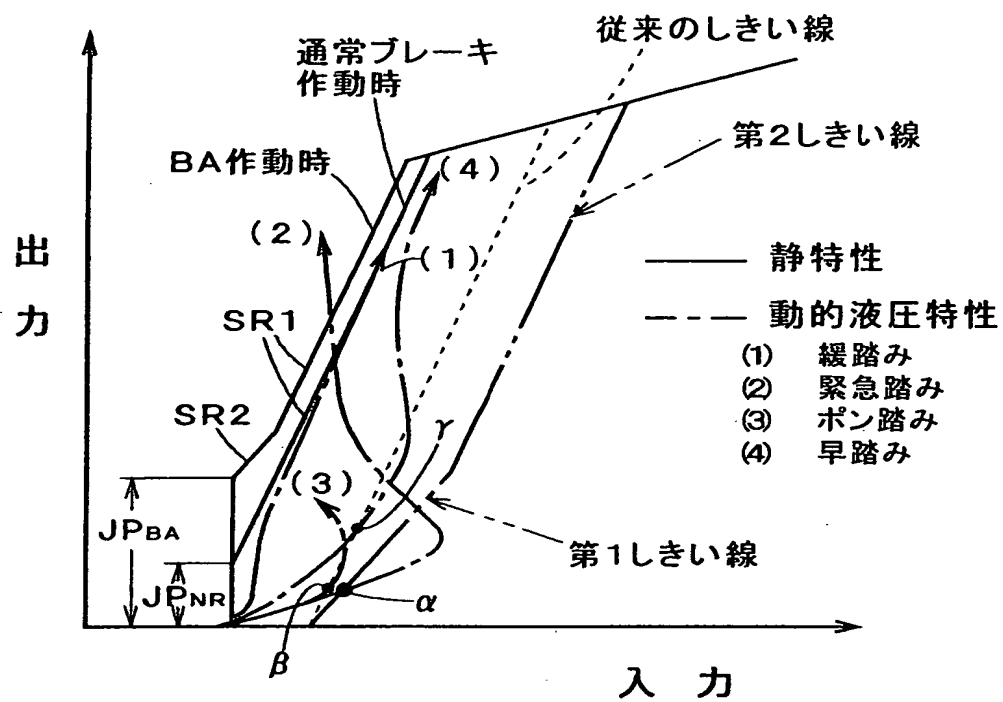 従来のしきい線
通常ブレーキ
作動時
第2しきい線
BA作動時
(4)
(2)
(1)
出力
静特性
SR1
動的液圧特性
(1) 緩踏み
(2) 緊急踏み
(3) ポン踏み
(4) 早踏み
SR2
γ
(3)
JPBA
第1しきい線
JPNR
α
β
入力